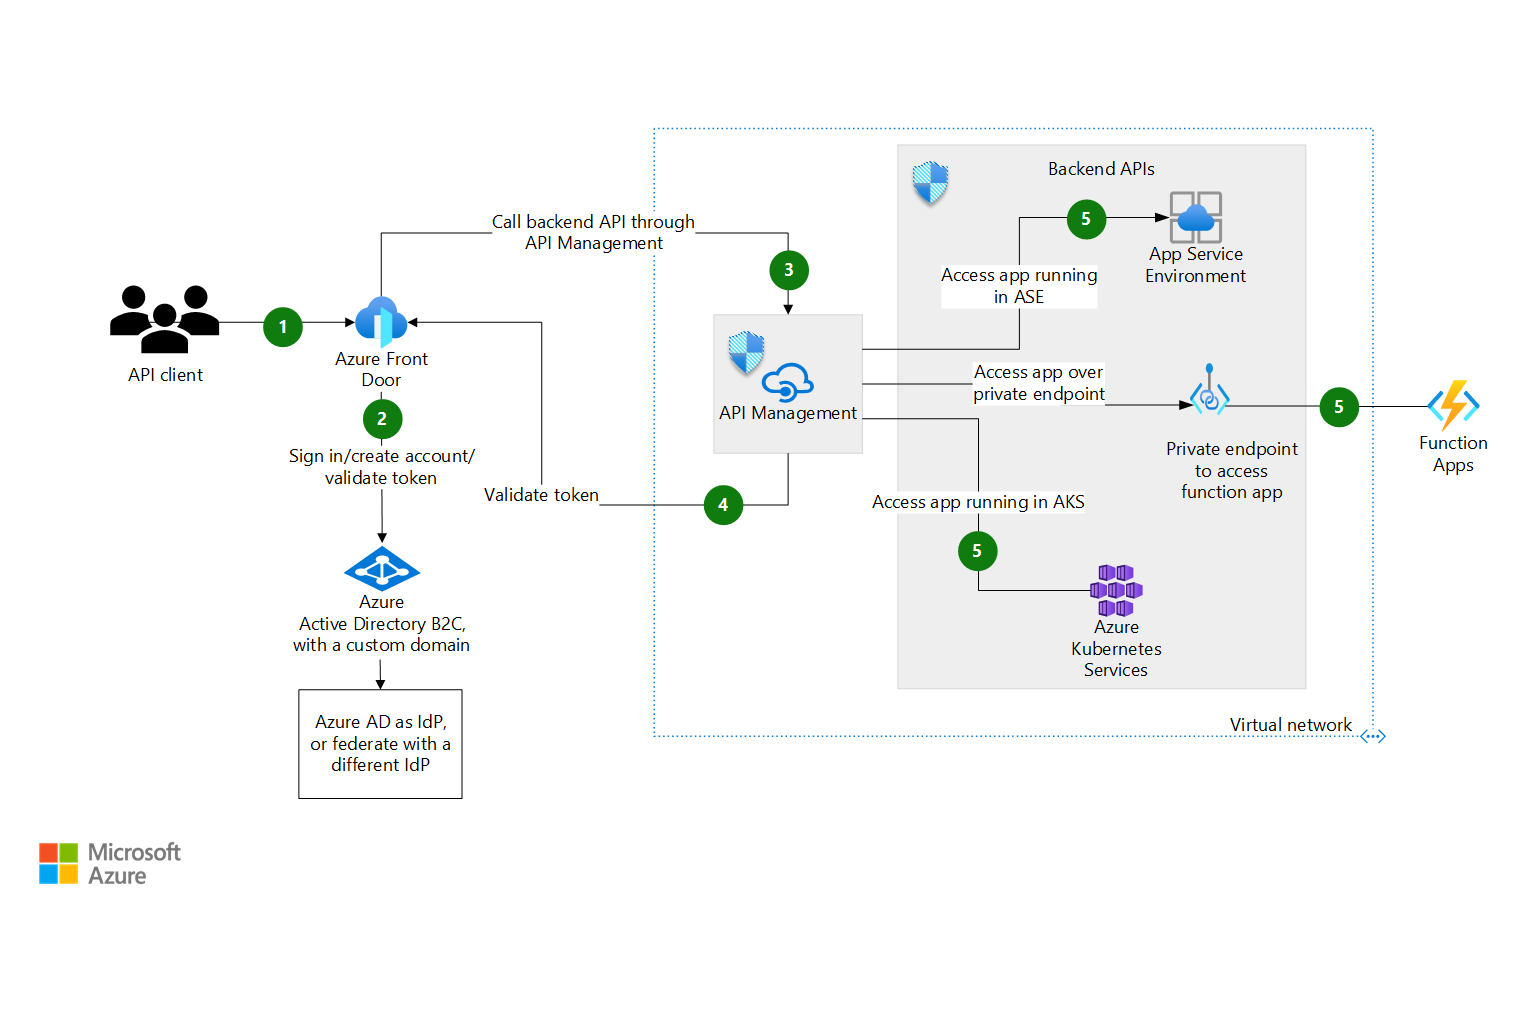 Backend APIs
Call backend API through
API Management
5
App Service
Environment
3
Access app running
in ASE
1
API client
Azure Front
Door
2
Sign in/create account/
validate token
Validate token
4
API Management
Access app over
private endpoint
5
Private endpoint
to access
function app
Function
Apps
Access app running in AKS
5
Azure
Kubernetes
Services
Azure
Active Directory B2C,
with a custom domain
Azure AD as IdP,
or federate with a
different IdP
Virtual network
Microsoft
Azure